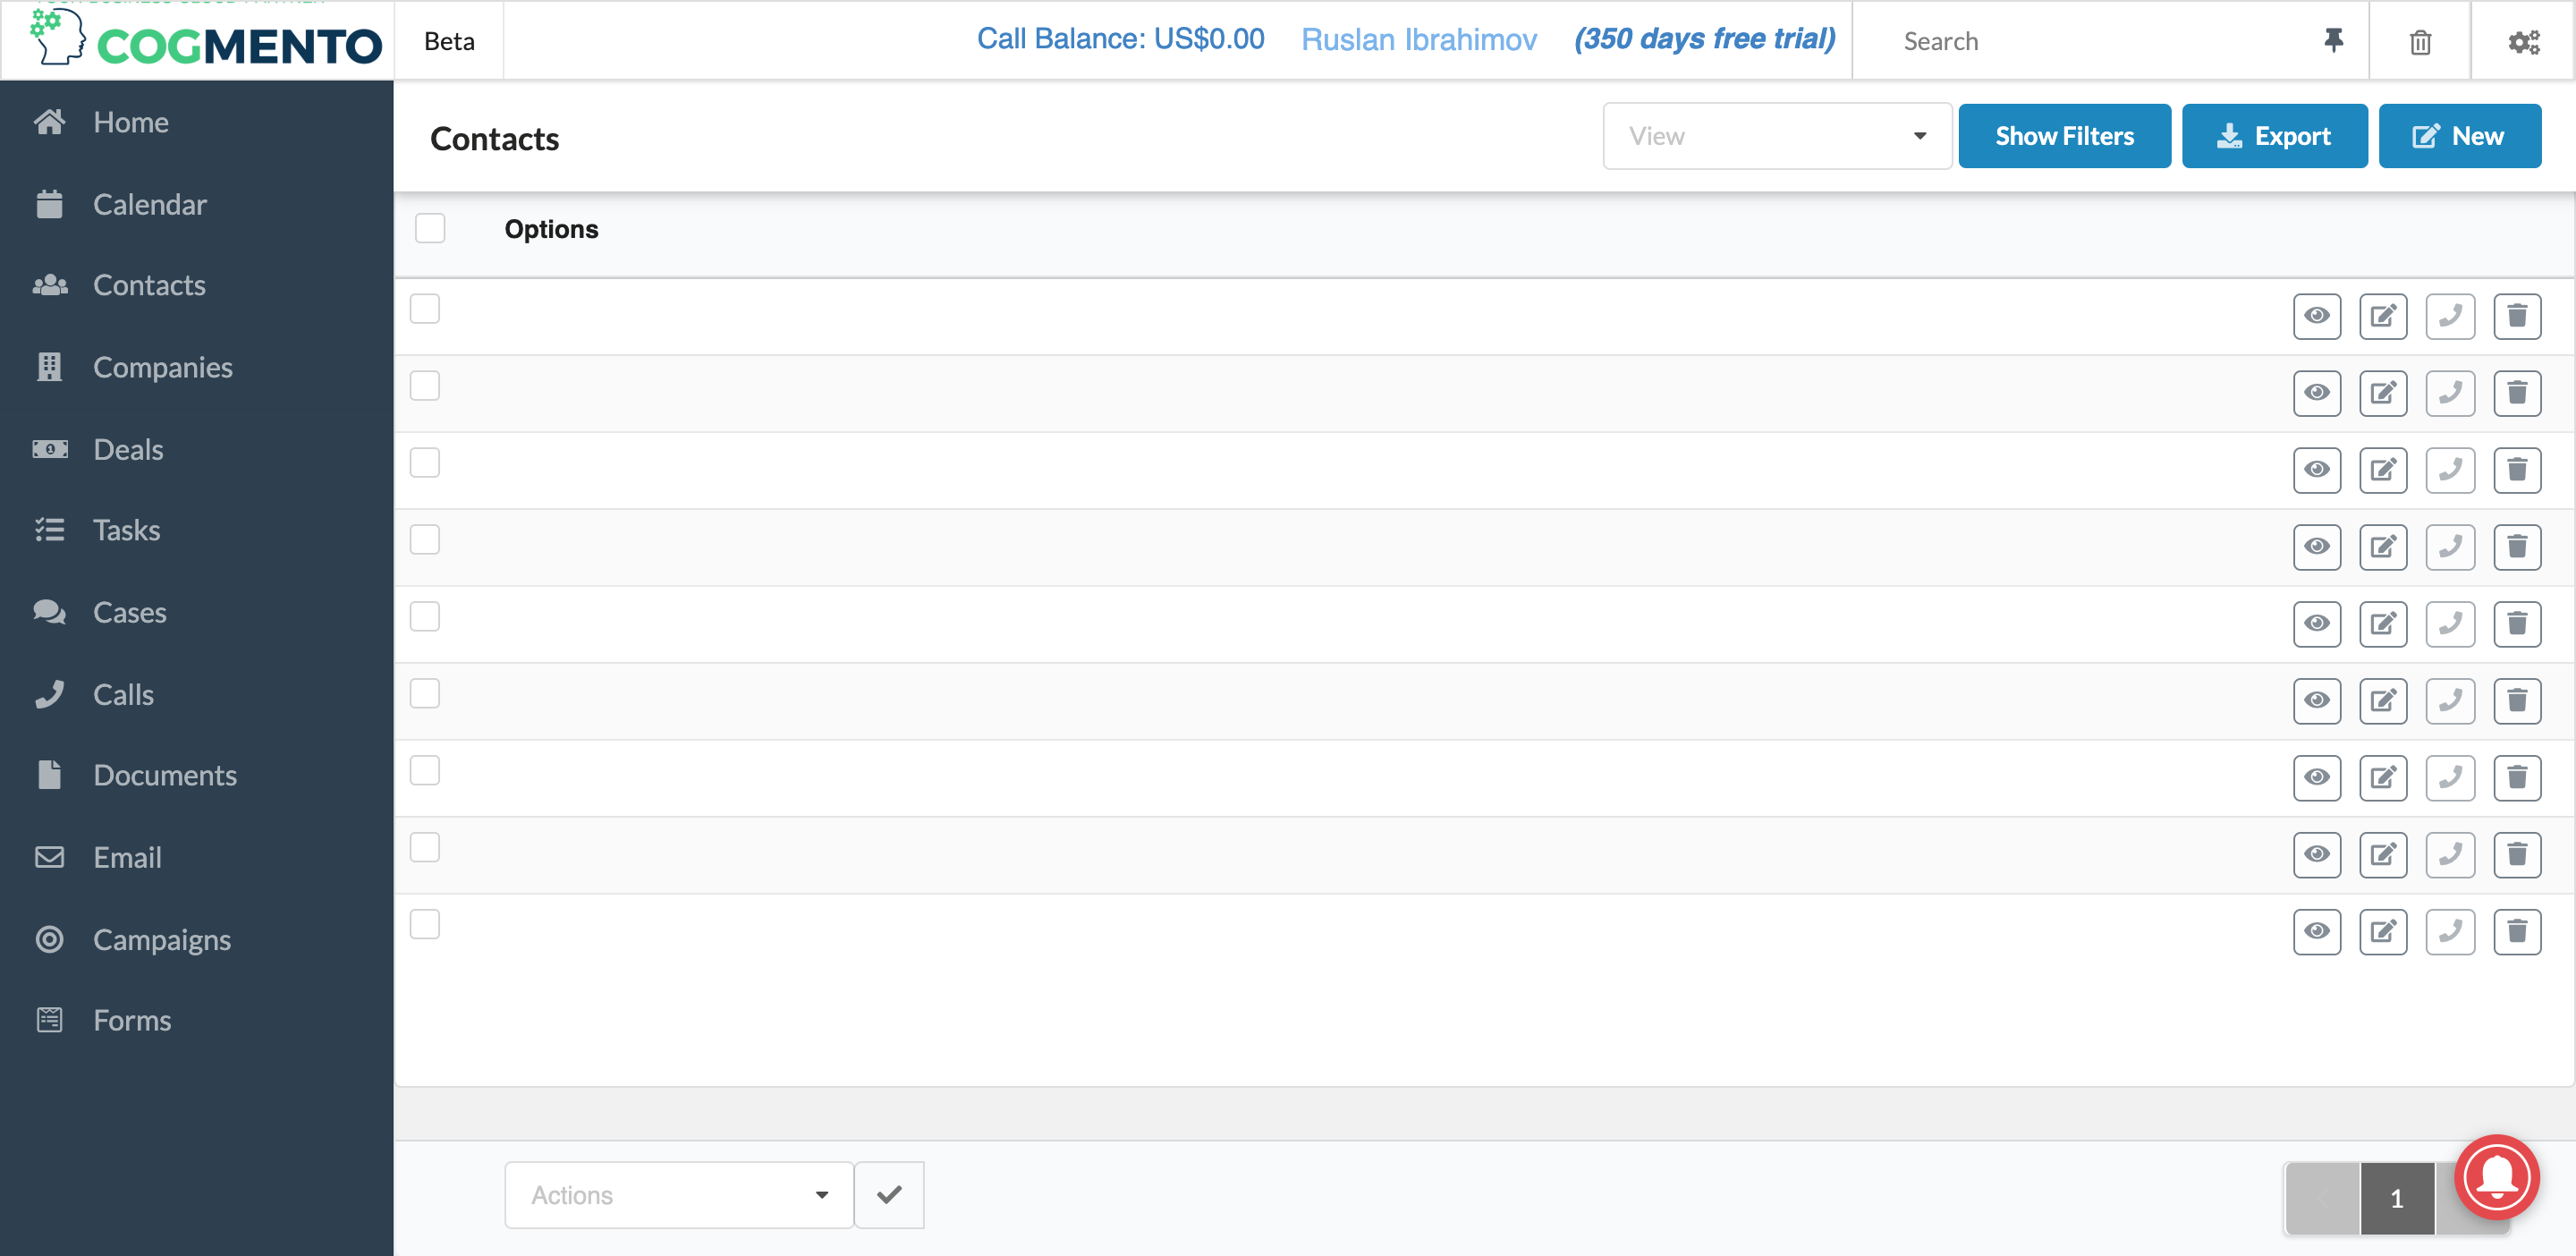 COGMENTO
Beta
Call Balance: US$0.00
Ruslan Ibrahimov
(350 days free trial)
Search
Home
Calendar
Contacts
Companies
Deals
Tasks
Cases
Calls
Documents
Email
Campaigns
Forms
Contacts
View
Show Filters
Export
New
Options
Actions
1